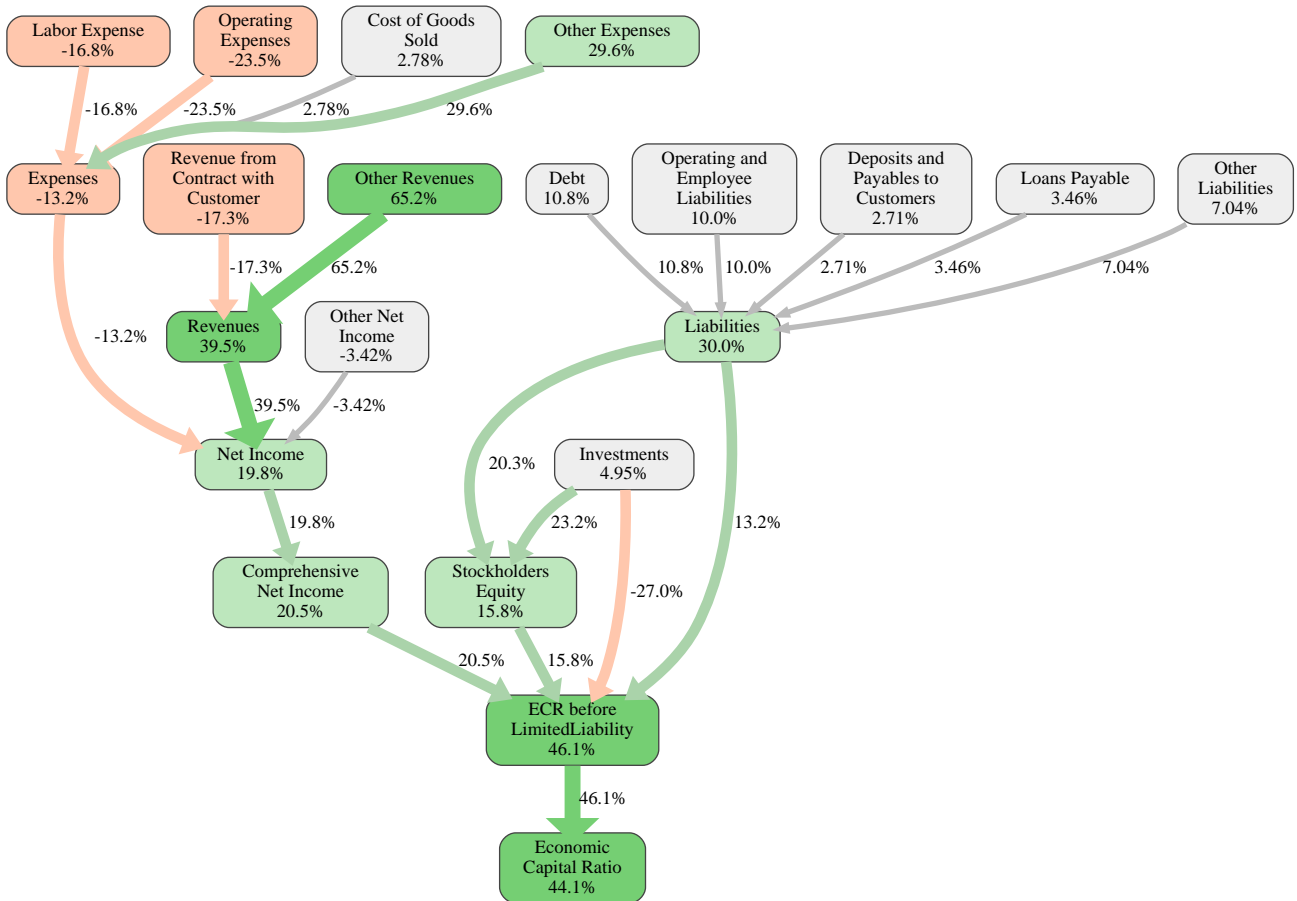 Labor Expense
-16.8%
Operating
Expenses
-23.5%
Cost of Goods
Sold
2.78%
Other Expenses
29.6%
-16.8%
-23.5%
2.78%
29.6%
Expenses
-13.2%
Revenue from
Contract with
Customer
-17.3%
Other Revenues
65.2%
Debt
10.8%
Operating and
Employee
Liabilities
10.0%
Deposits and
Payables to
Customers
2.71%
Loans Payable
3.46%
Other
Liabilities
7.04%
-17.3%
65.2%
10.8%
10.0%
2.71%
3.46%
7.04%
-13.2%
Revenues
39.5%
Other Net
Income
-3.42%
Liabilities
30.0%
39.5%
-3.42%
Net Income
19.8%
20.3%
Investments
4.95%
19.8%
23.2%
13.2%
Comprehensive
Net Income
20.5%
Stockholders
Equity
15.8%
-27.0%
20.5%
15.8%
ECR before
LimitedLiability
46.1%
46.1%
Economic
Capital Ratio
44.1%